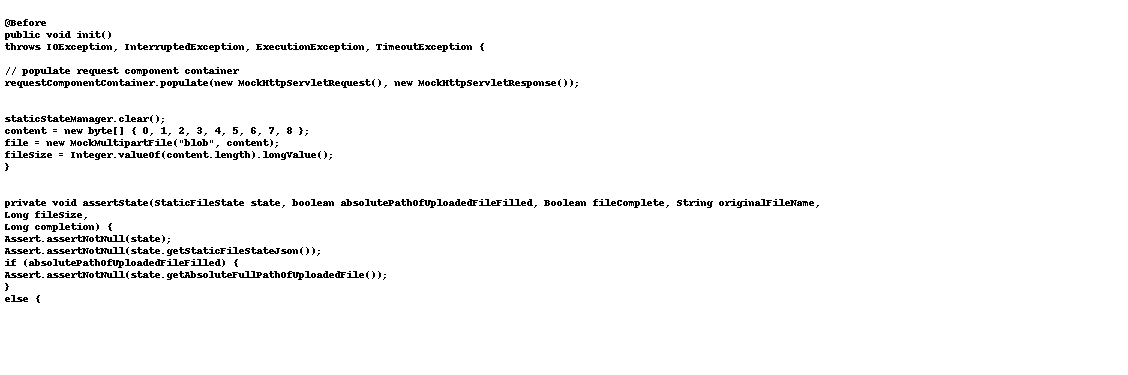 @Before
public void init()
throws IOException, InterruptedException, ExecutionException, TimeoutException {
// populate request component container
requestComponentContainer.populate(new MockHttpServletRequest(), new MockHttpServletResponse());
staticStateManager.clear();
content = new byte[] { 0, 1, 2, 3, 4, 5, 6, 7, 8 };
file = new MockMultipartFile("blob", content);
fileSize = Integer.valueOf(content.length).longValue();
}
private void assertState(StaticFileState state, boolean absolutePathOfUploadedFileFilled, Boolean fileComplete, String originalFileName,
Long fileSize,
Long completion) {
Assert.assertNotNull(state);
Assert.assertNotNull(state.getStaticFileStateJson());
if (absolutePathOfUploadedFileFilled) {
Assert.assertNotNull(state.getAbsoluteFullPathOfUploadedFile());
}
else {